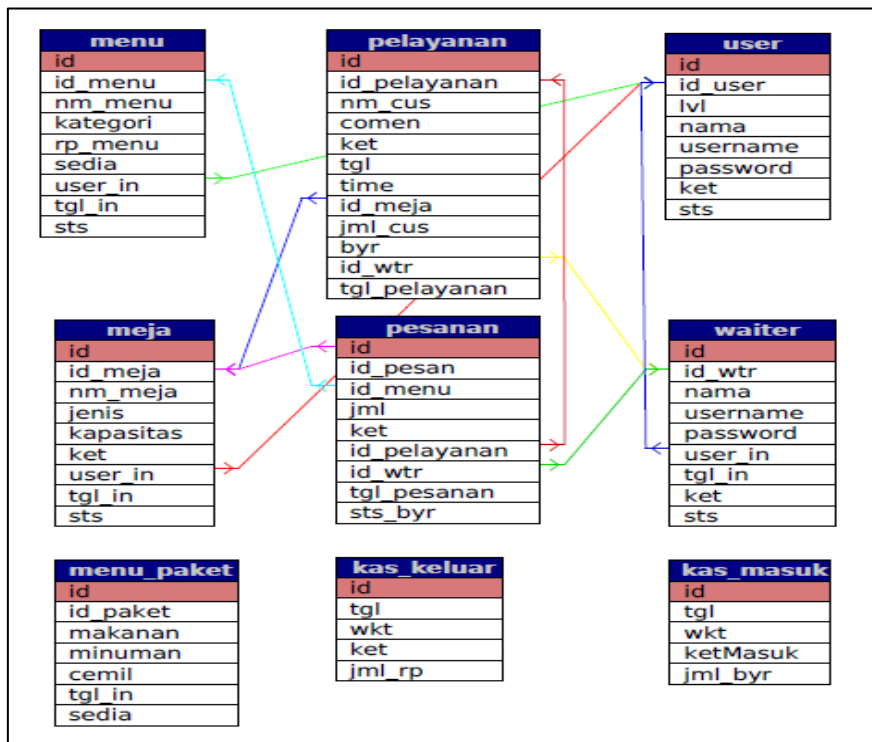 menu
id
id_menu
nm_menu
kategori
rp_menu
sedia
user_in
tgl_in
sts
pelayanan
id
id_pelayanan
nm_cus
comen
ket
tgl
time
id_meja
jml_cus
byr
id_wtr
tgl_pelayanan
user
id
id_user
lvl
nama
username
password
ket
sts
meja
id
id_meja
nm_meja
jenis
kapasitas
ket
user_in
tgl_in
sts
pesanan
id
id_pesan
id_menu
jml
ket
id_pelayanan
id_wtr
tgl_pesanan
sts_byr
waiter
id
id_wtr
nama
username
password
user_in
tgl_in
ket
sts
menu_paket
id
id_paket
makanan
minuman
cemil
tgl_in
sedia
kas_keluar
id
tgl
wkt
ket
jml_rp
kas_masuk
id
tgl
wkt
ketMasuk
jml_byr